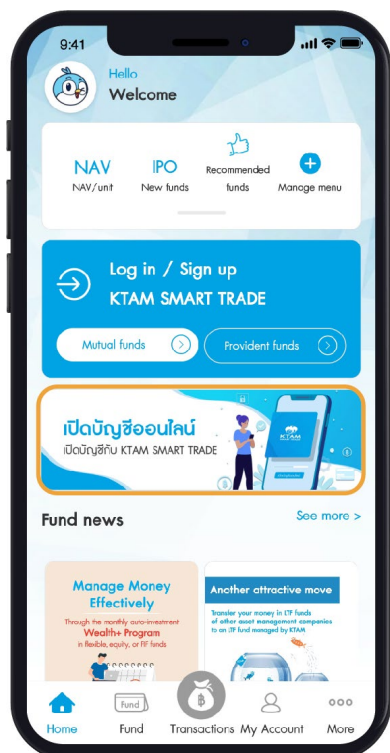 9:41
Hello
Welcome
NAV
NAV/unit
IPO
New funds
Recommended
funds
Manage menu
Log in / Sign up
KTAM SMART TRADE
Mutual funds
Provident funds
เปิดบัญชีออนไลน์
เปิดบัญชีกับ KTAM SMART TRADE
KTAM
Fund news
See more >
Manage Money
Effectively
Through the monthly auto-investment
Wealth+ Program
in flexible, equity, or FIF funds
Another attractive move
Transfer your money in LTF funds
of other asset management companies
to an LTF fund managed by KTAM
Fund
Home
Fund
Transactions
My Account
More